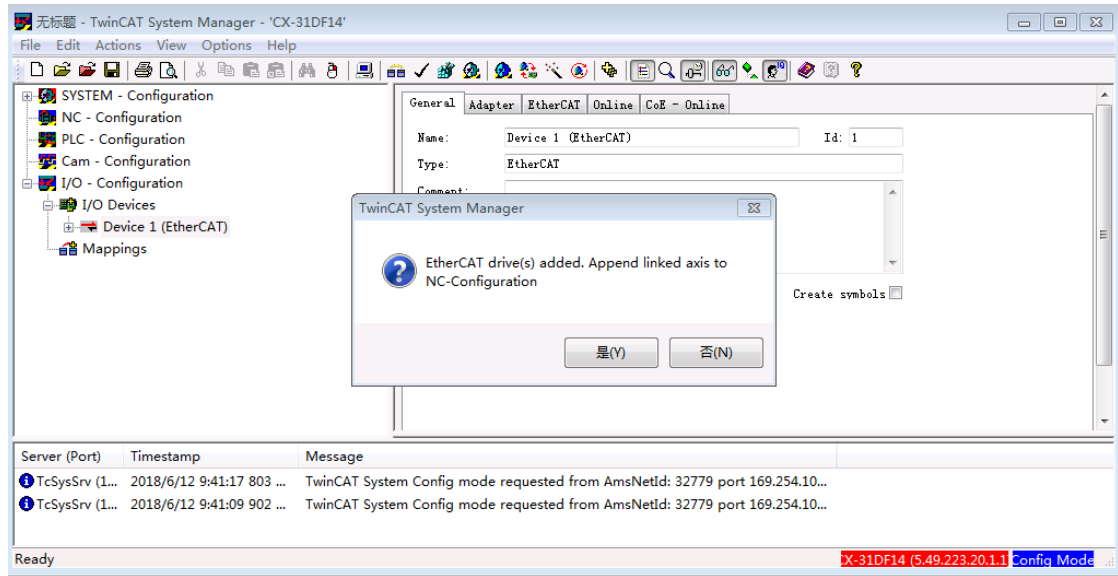 无标题 - TwinCAT System Manager - 'CX-31DF14'
File Edit Actions View Options Help
SYSTEM - Configuration
NC - Configuration
PLC - Configuration
Cam - Configuration
I/O - Configuration
I/O Devices
Device 1 (EtherCAT)
Mappings
General Adapter EtherCAT Online CoE - Online
Name: Device 1 (EtherCAT) Id: 1
Type: EtherCAT
Comment:
Create symbols
TwinCAT System Manager
EtherCAT drive(s) added. Append linked axis to
NC-Configuration
是(Y) 否(N)
Server (Port) Timestamp Message
TcSysSrv (1... 2018/6/12 9:41:17 803 ... TwinCAT System Config mode requested from AmsNetId: 32779 port 169.254.10...
TcSysSrv (1... 2018/6/12 9:41:09 902 ... TwinCAT System Config mode requested from AmsNetId: 32779 port 169.254.10...
Ready CX-31DF14 (5.49.223.20.1.1 Config Mode